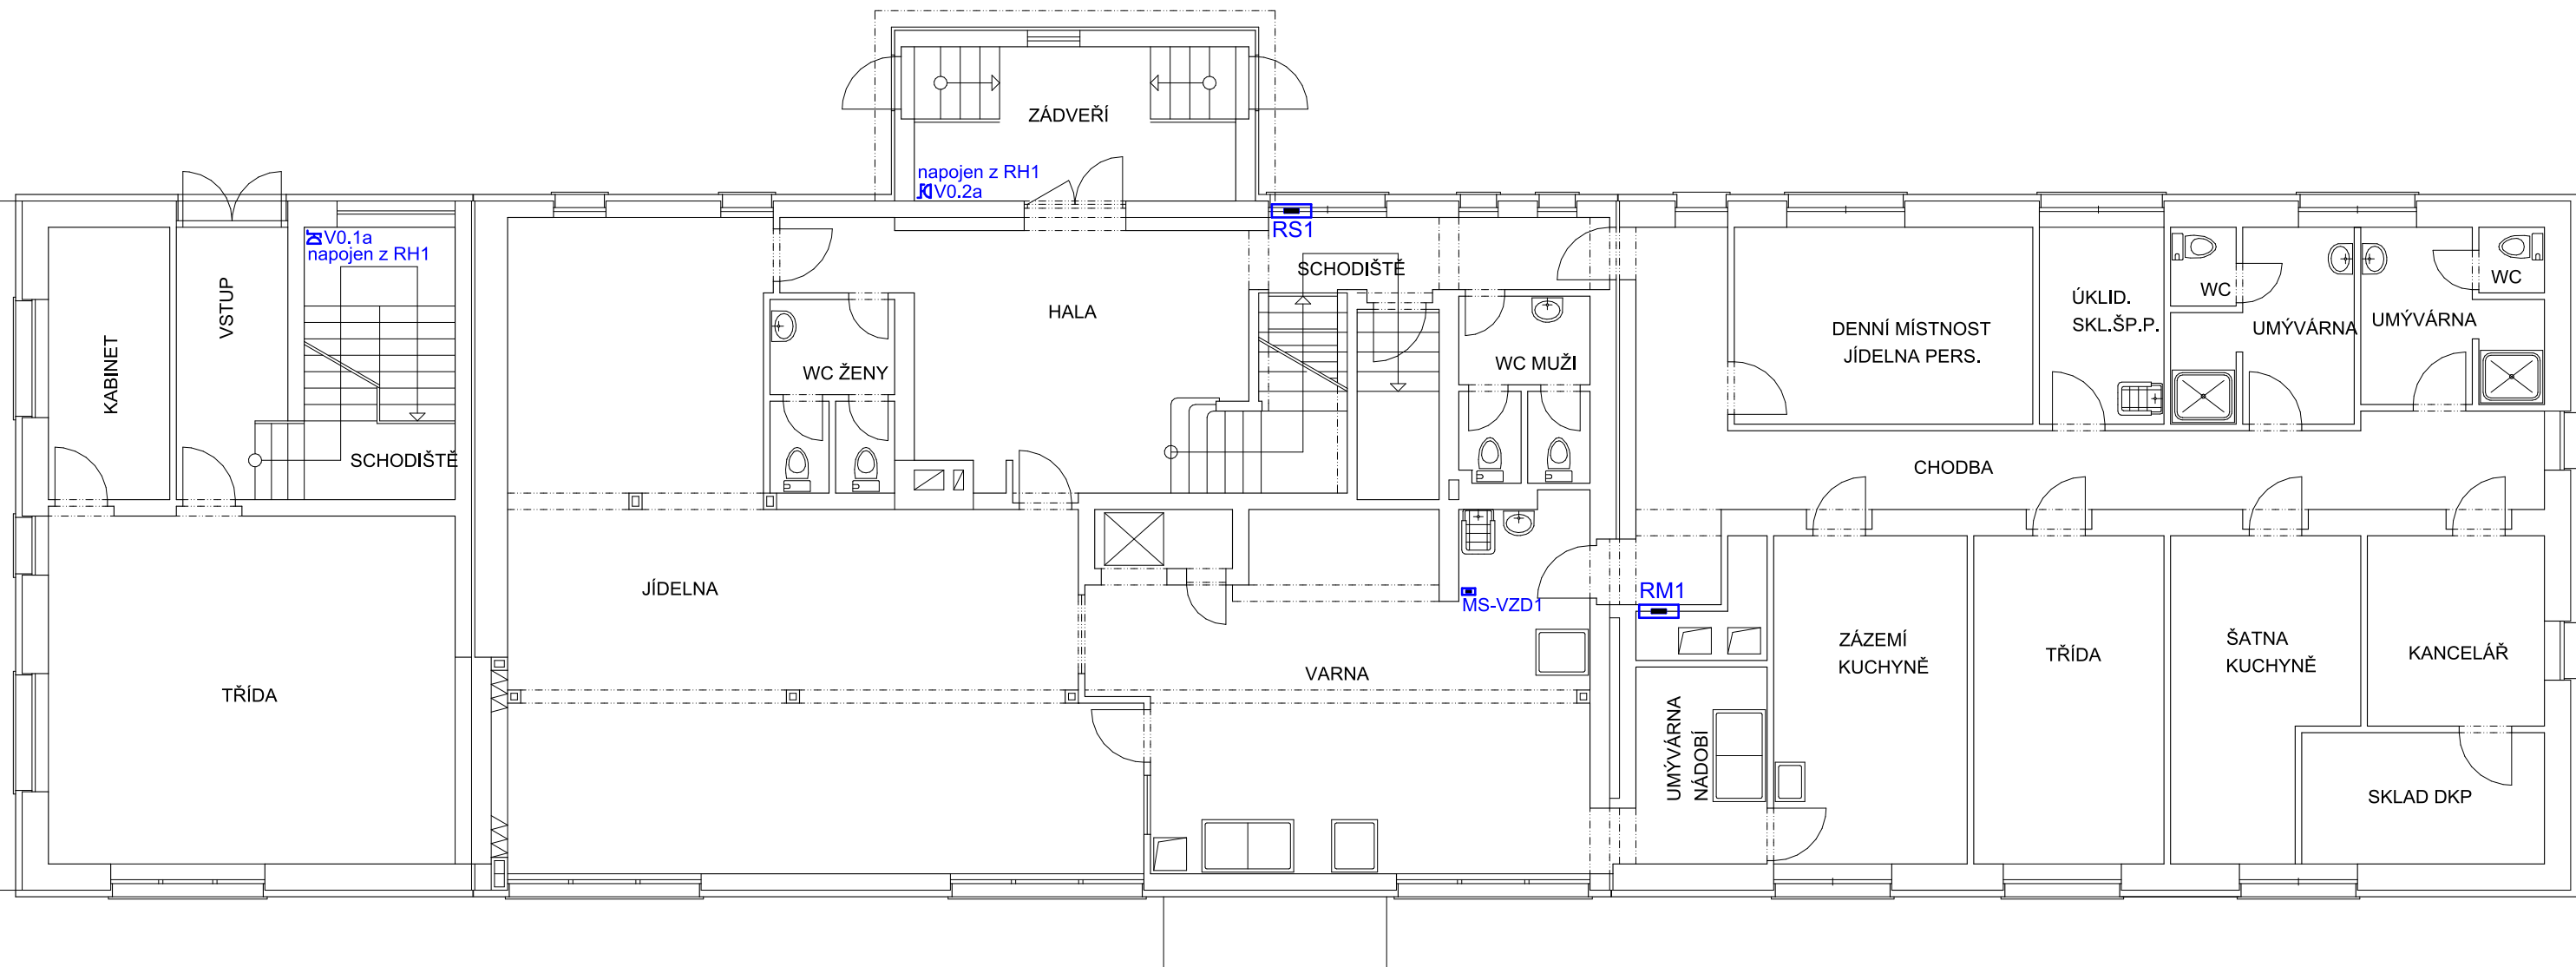 ZÁDVEŘÍ
napojen z RH1
V0.2a
V0.1a
napojen z RH1
RS1
KABINET
VSTUP
SCHODIŠTĚ
TŘÍDA
HALA
WC ŽENY
SCHODIŠTĚ
WC MUŽI
JÍDELNA
MS-VZD1
VARNA
RM1
DENNÍ MÍSTNOST
JÍDELNA PERS.
ÚKLID.
SKL.ŠP.P.
WC
UMÝVÁRNA
UMÝVÁRNA
WC
CHODBA
UMÝVÁRNA
NÁDOBÍ
ZÁZEMÍ
KUCHYNĚ
TŘÍDA
ŠATNA
KUCHYNĚ
KANCELÁŘ
SKLAD DKP